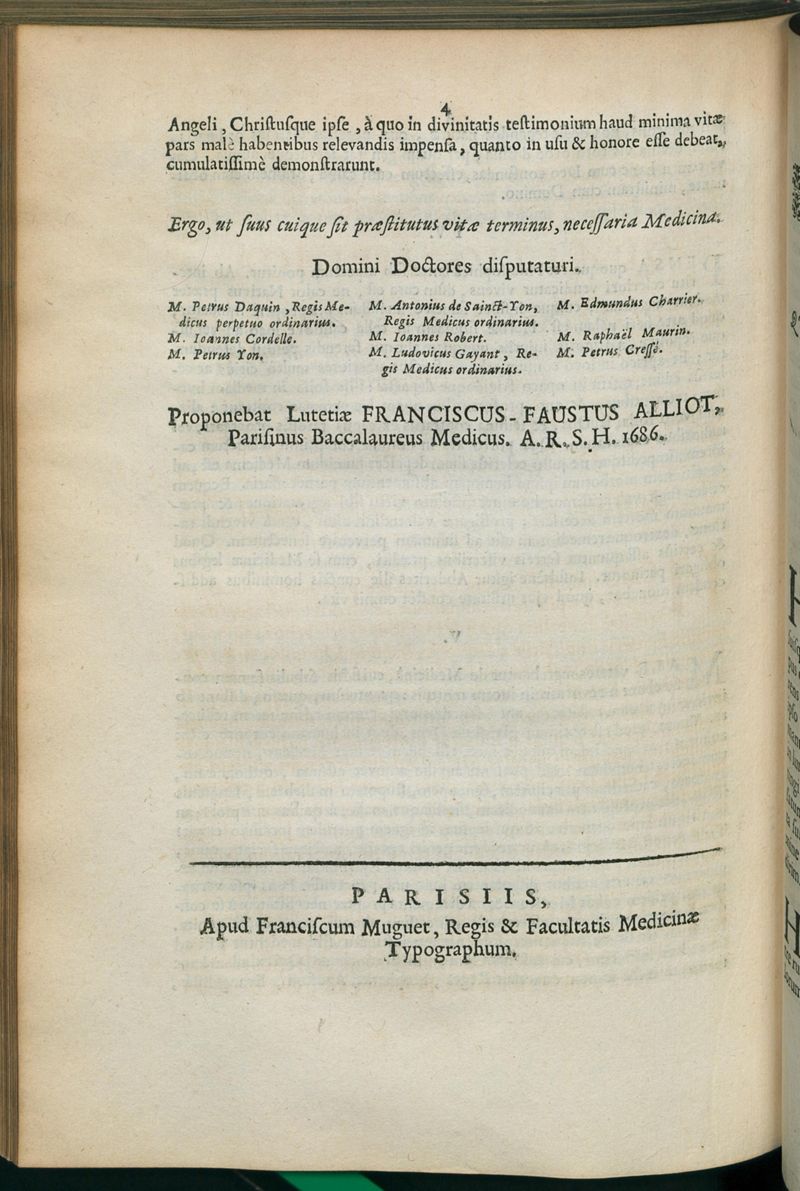 4
Angeli, Chriſtuſque ipſe, à quo in divinitatis teſtimonium haud minima vitæ
pars malè habentibus relevandis impenſa, quanto in uſu & honore eſſe debeat,
cumulatiſſimè demonſtrarunt.
Ergo, ut ſuus cuique ſit præſtitutus vitæ terminus, neceſſaria Medicina.
Domini Doctores diſputaturi.
M. Petrus Daquin, Regis Me-
dicus perpetuo ordinarius.
M. Ioannes Cordelle.
M. Petrus Yon.
M. Antonius de Sainct-Yon,
Regis Medicus ordinarius.
M. Ioannes Robert.
M. Ludovicus Gayant, Re-
gis Medicus ordinarius.
M. Edmundus Charrier.
M. Raphaël Maurin.
M. Petrus Creſſé.
Proponebat Lutetiæ FRANCISCUS-FAUSTUS ALLIOT,
Pariſinus Baccalaureus Medicus. A. R. S. H. 1686.
PARISIIS,
Apud Franciſcum Muguet, Regis & Facultatis Medicinæ
Typographum.